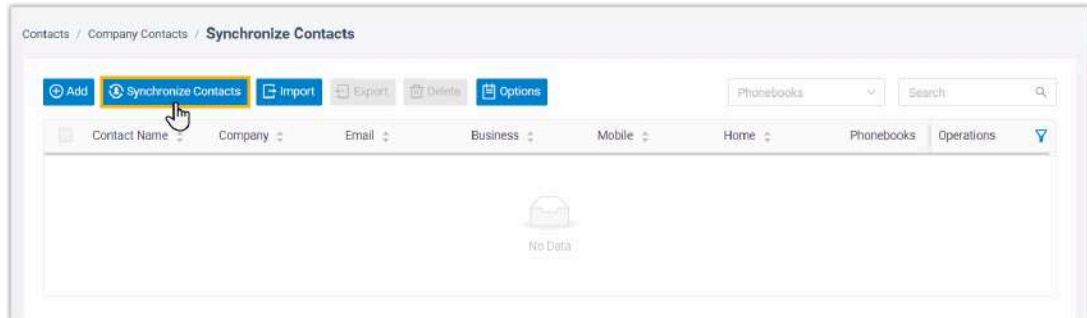 Contacts / Company Contacts / Synchronize Contacts
Add Synchronize Contacts Import Export Delete Options Phonebooks Search
Contact Name Company Email Business Mobile Home Phonebooks Operations
No Data